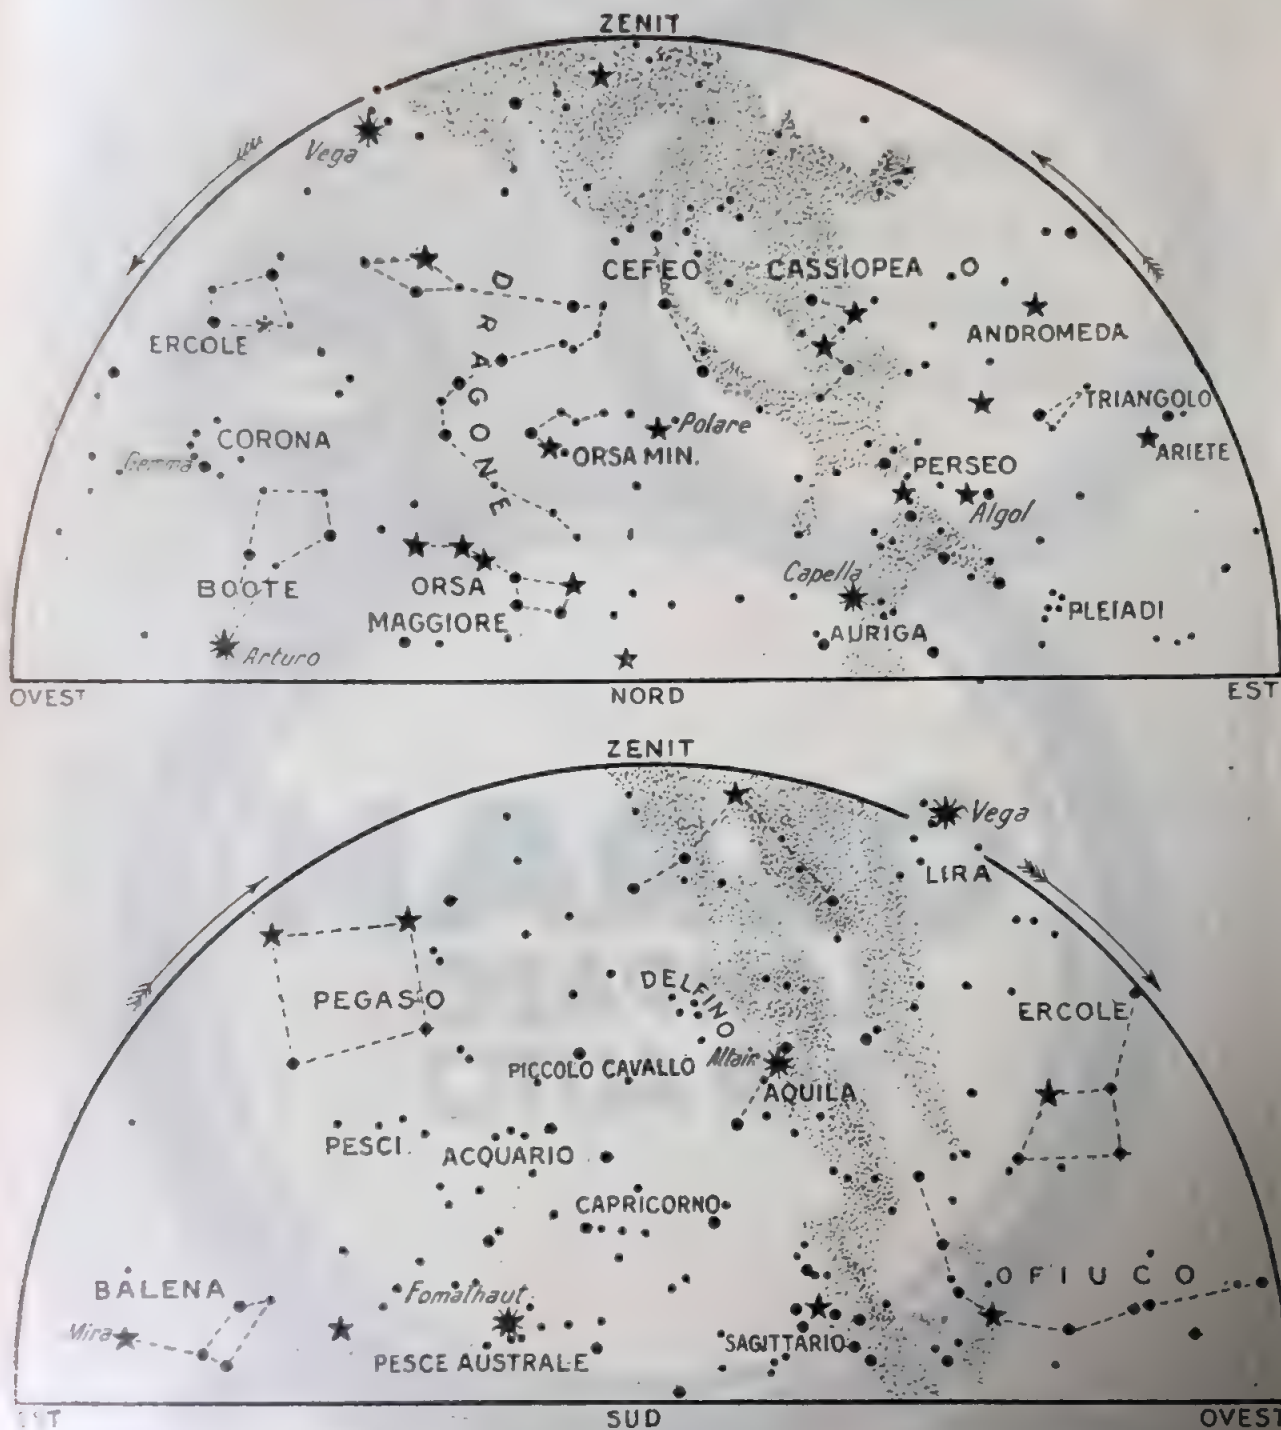 ZENIT
Vega
CEFEO
CASSIOPEA
DRAGONE
ERCOLE
ANDROMEDA
TRIANGOLO
CORONA
Polare
ARIETE
Gemma
ORSA MIN.
PERSEO
Algol
Capella
BOOTE
ORSA
MAGGIORE
PLEIADI
AURIGA
Arturo
OVEST
NORD
EST
ZENIT
Vega
LIRA
PEGASO
DELFINO
ERCOLE
PICCOLO CAVALLO
Altair
AQUILA
PESCI.
ACQUARIO
CAPRICORNO
BALENA
OFIUCO
Fomalhaut
Mira
PESCE AUSTRALE
SAGITTARIO
SUD
OVEST